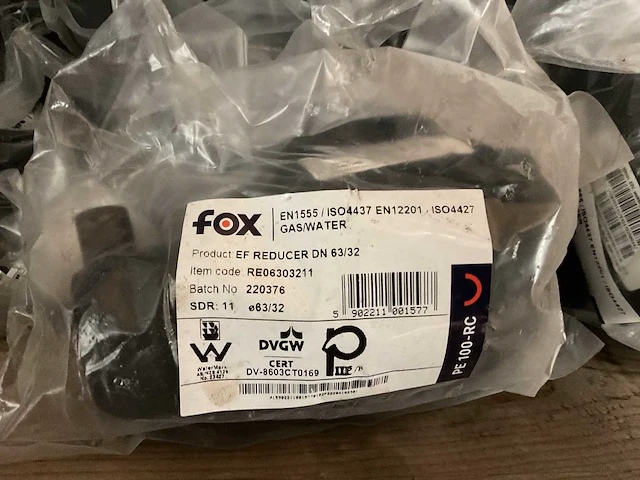 fox
EN1555 / ISO4437 EN12201 . ISO4427
GAS/WATER
Product EF REDUCER DN 63/32
Item code RE06303211
Batch No 220376
SDR: 11 ø63/32
5 902211 001577
PE 100-RC
W
WaterMark
DVGW
CERT
DV-8603CT0169